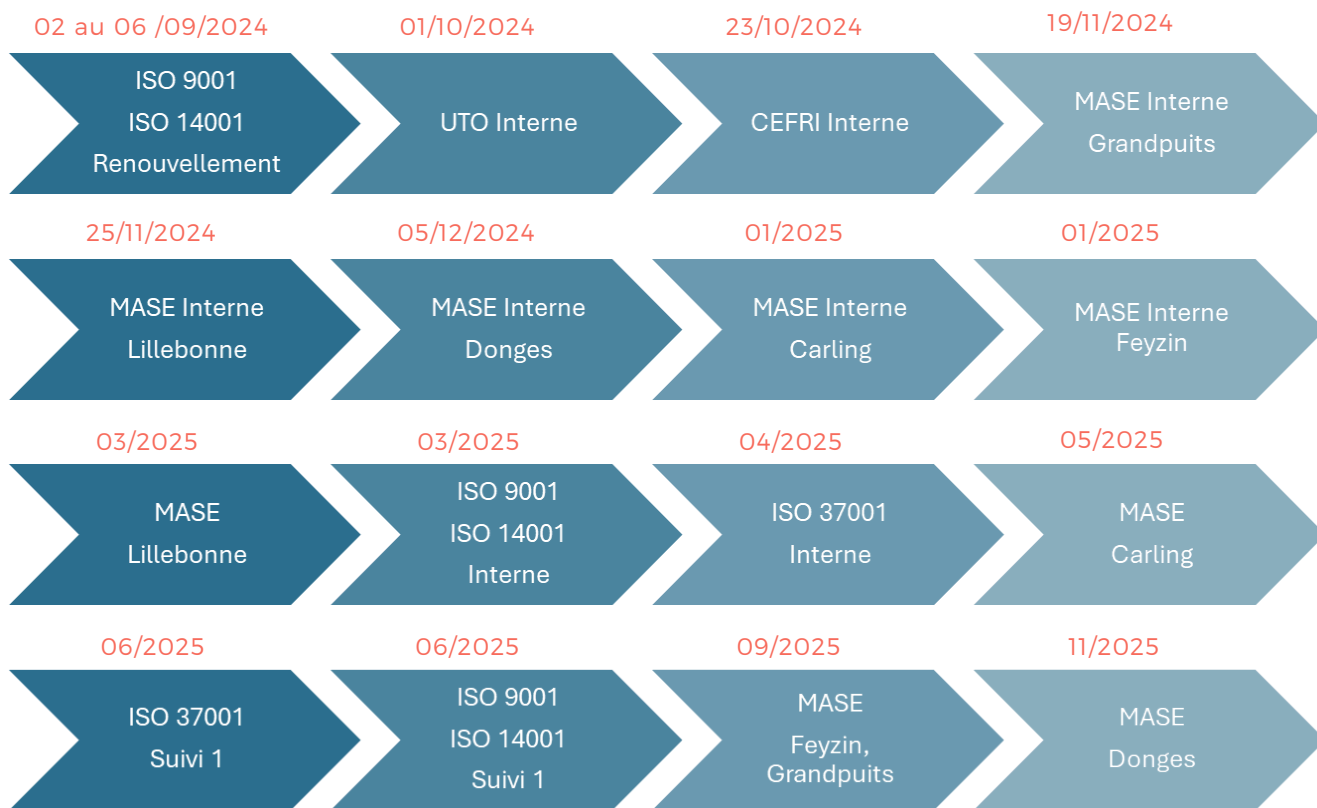 02 au 06 /09/2024
ISO 9001
ISO 14001
Renouvellement
01/10/2024
UTO Interne
23/10/2024
CEFRI Interne
19/11/2024
MASE Interne
Grandpuits
25/11/2024
MASE Interne
Lillebonne
05/12/2024
MASE Interne
Donges
01/2025
MASE Interne
Carling
01/2025
MASE Interne
Feyzin
03/2025
MASE
Lillebonne
03/2025
ISO 9001
ISO 14001
Interne
04/2025
ISO 37001
Interne
05/2025
MASE
Carling
06/2025
ISO 37001
Suivi 1
06/2025
ISO 9001
ISO 14001
Suivi 1
09/2025
MASE
Feyzin,
Grandpuits
11/2025
MASE
Donges